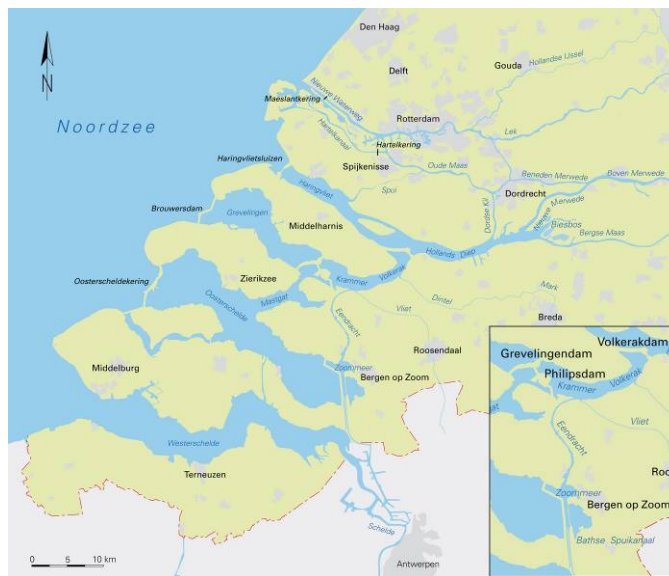 Den Haag
Delft
Gouda
Hollandse IJssel
N
Noordzee
Maeslantkering
Nieuwe Waterweg
Rotterdam
Hartelkanaal
Hartelkering
Lek
Haringvlietsluizen
Spijkenisse
Oude Maas
Beneden Merwede
Boven Merwede
Haringvliet
Spui
Dordrecht
Brouwersdam
Grevelingen
Dordtse Kil
Nieuwe Merwede
Middelharnis
Biesbos
Bergse Maas
Hollands Diep
Oosterscheldekering
Zierikzee
Krammer
Volkerak
Oosterschelde
Mastgat
Mark
Dintel
Vliet
Eendracht
Breda
Roosendaal
Middelburg
Zoommeer
Bergen op Zoom
Westerschelde
Terneuzen
Schelde
Antwerpen
0 5 10 km
Volkerakdam
Grevelingendam
Philipsdam
Krammer
Volkerak
gat
Eendracht
Vliet
Roo
Zoommeer
Bergen op Zoom
Bathse Spuikanaal